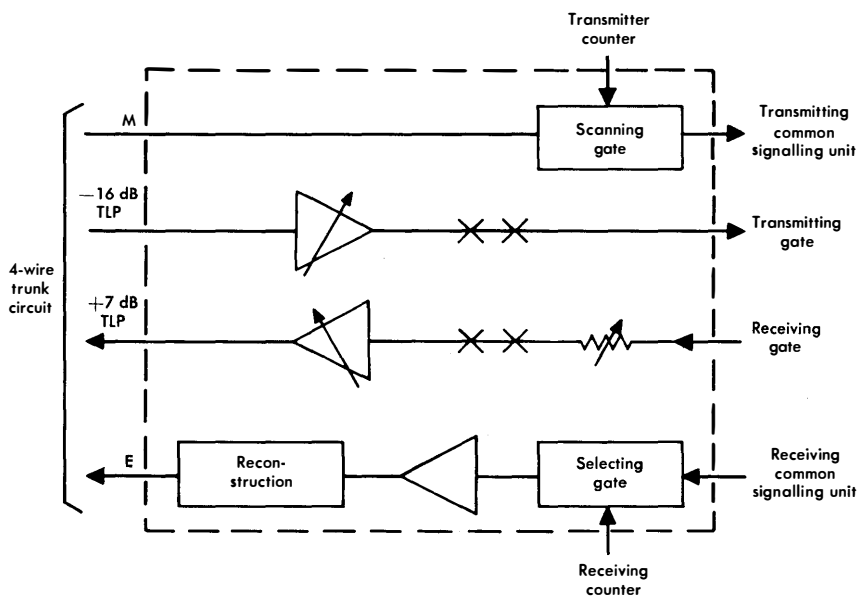 Transmitter
counter
M
Scanning
gate
Transmitting
common
signalling unit
−16 dB
TLP
Transmitting
gate
4-wire
trunk
circuit
+7 dB
TLP
Receiving
gate
E
Recon-
struction
Selecting
gate
Receiving
common
signalling unit
Receiving
counter